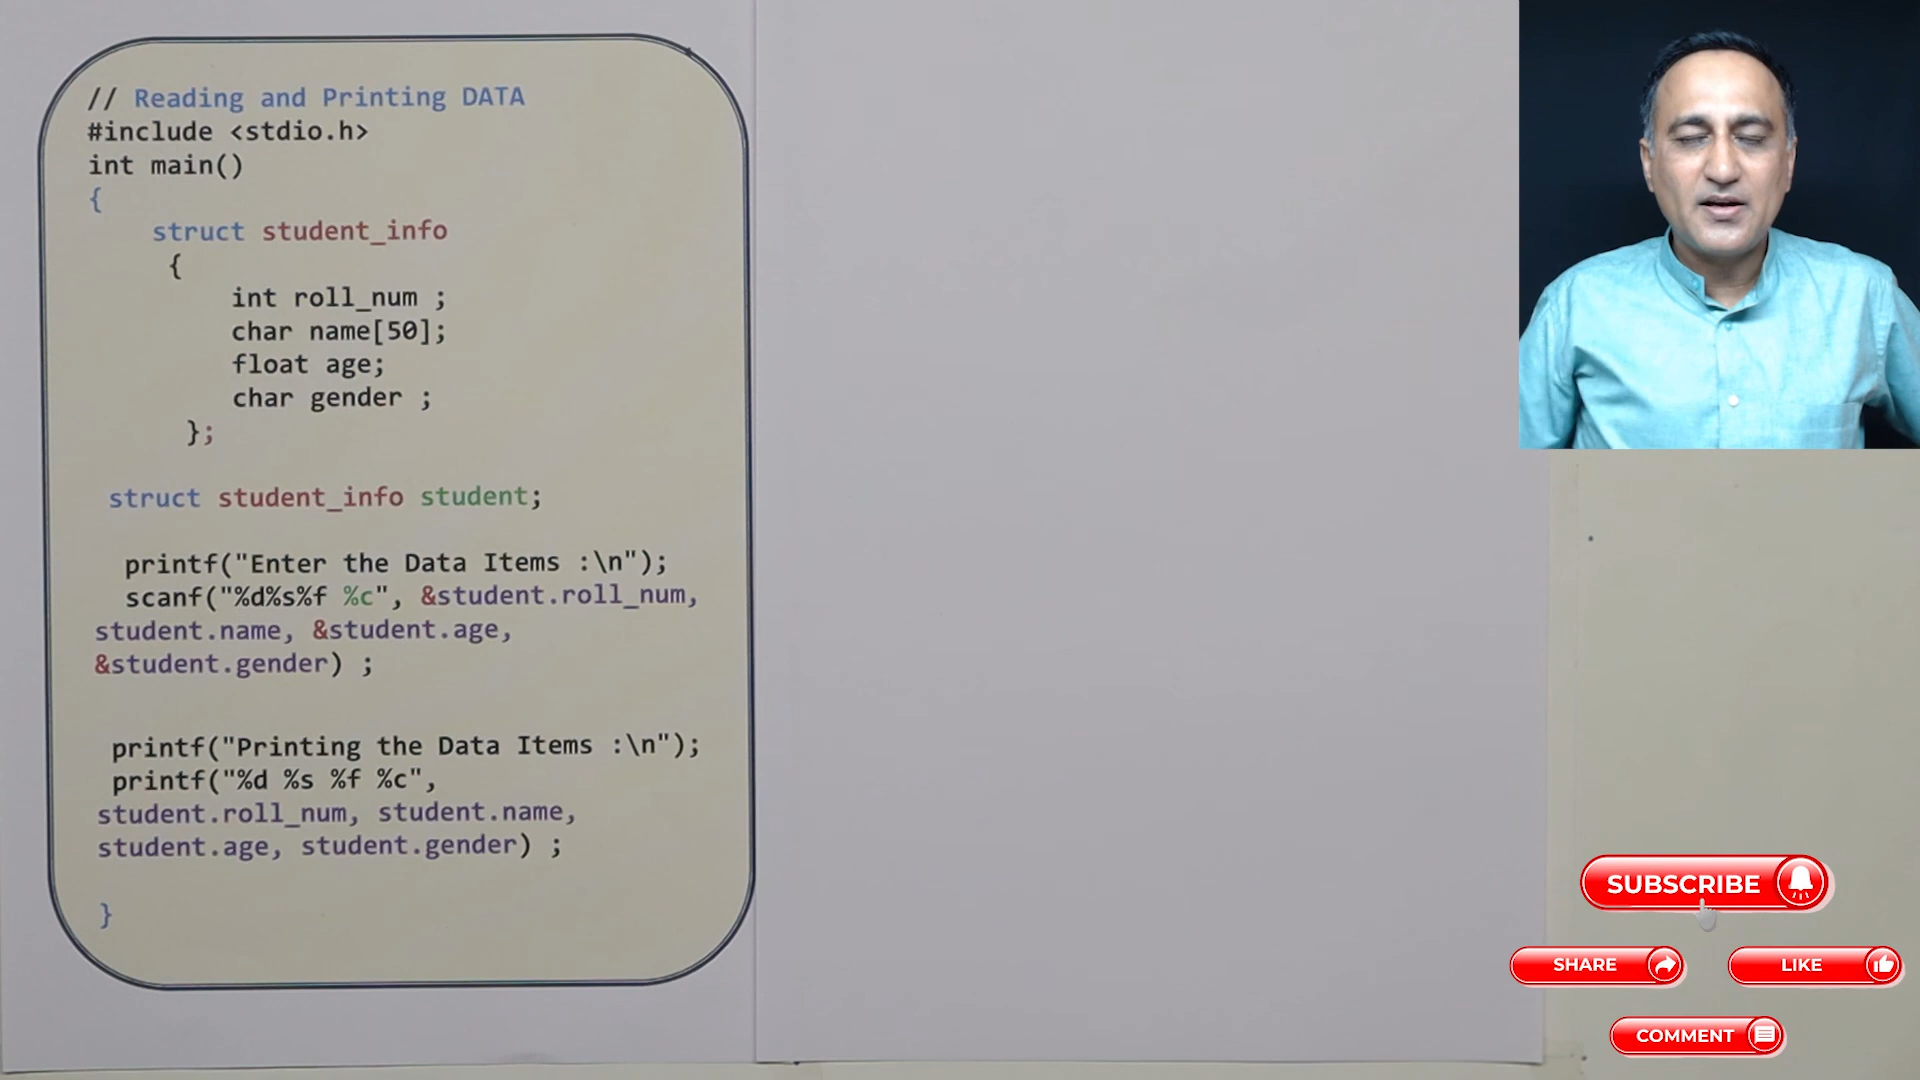 // Reading and Printing DATA
#include <stdio.h>
int main()
{
struct student_info
{
int roll_num ;
char name[50];
float age;
char gender ;
};
struct student_info student;
printf("Enter the Data Items :\n");
scanf("%d%s%f %c", &student.roll_num,
student.name, &student.age,
&student.gender) ;
printf("Printing the Data Items :\n");
printf("%d %s %f %c",
student.roll_num, student.name,
student.age, student.gender) ;
}
SUBSCRIBE
SHARE
LIKE
COMMENT